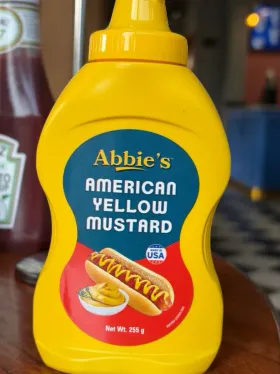 Abbie's
AMERICAN
YELLOW
MUSTARD
USA
Net Wt. 255 g